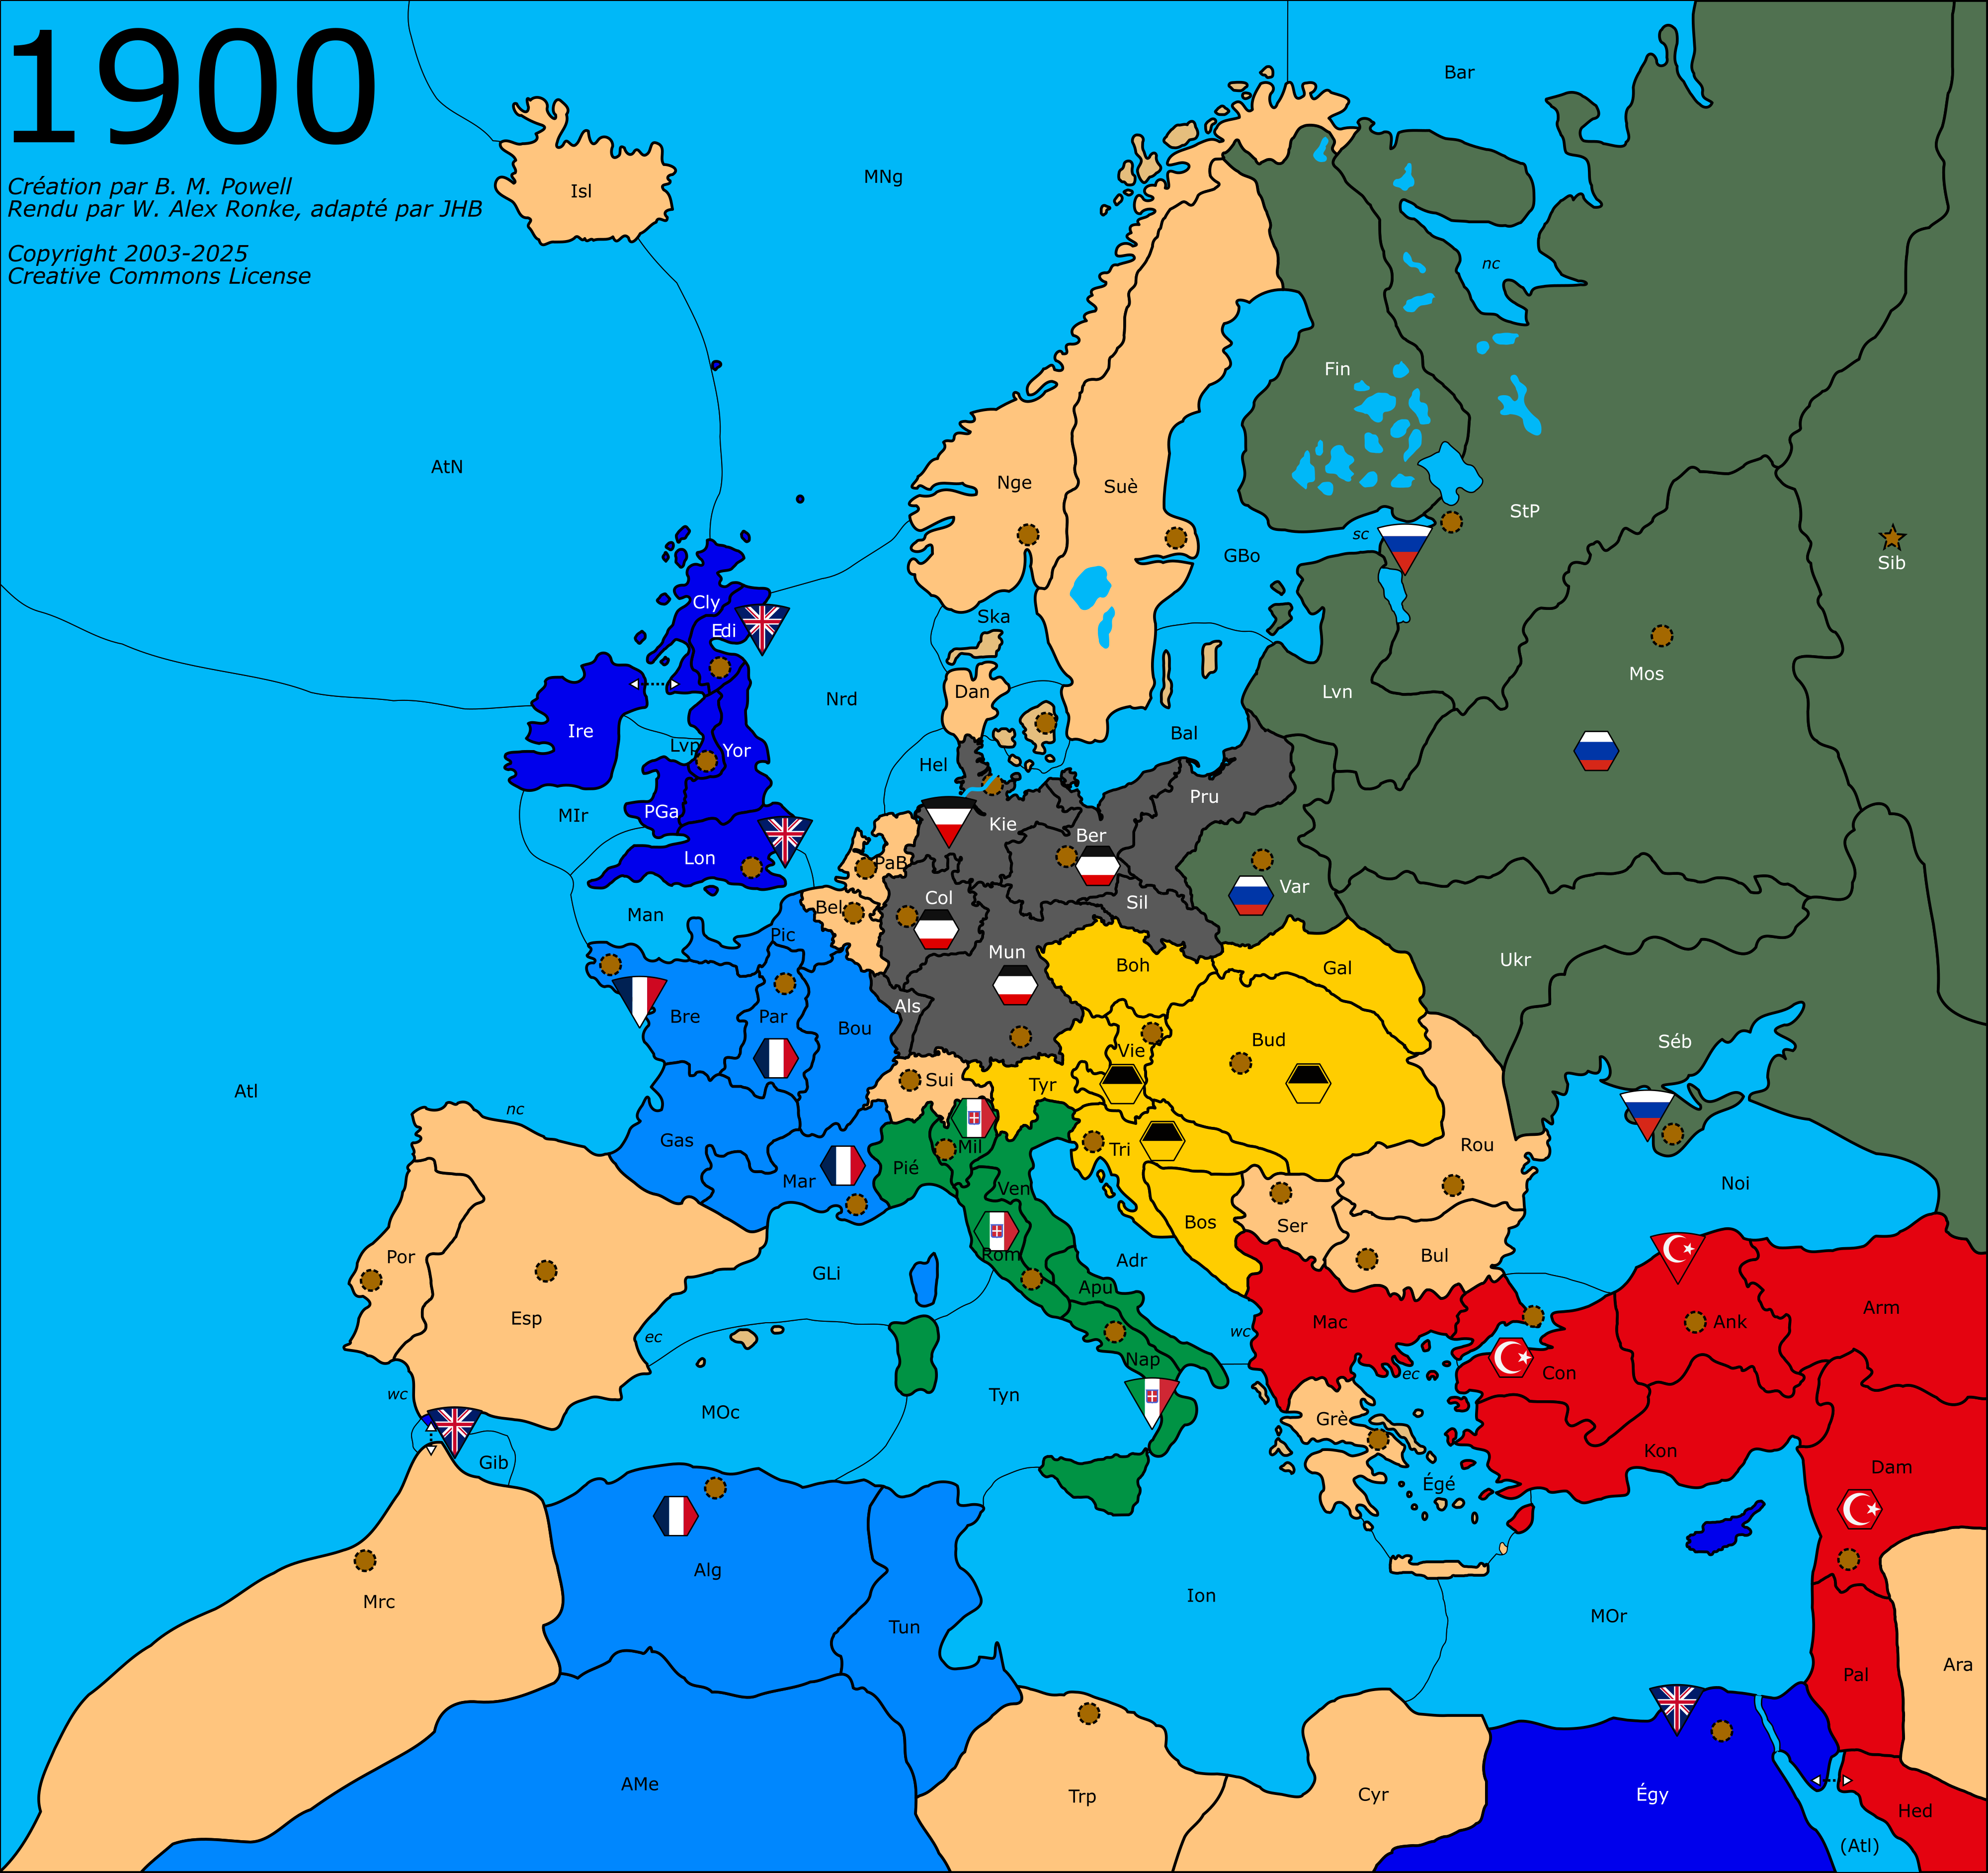 1900
Création par B. M. Powell
Rendu par W. Alex Ronke, adapté par JHB
Copyright 2003-2025
Creative Commons License
Bar
MNg
Isl
nc
Fin
AtN
Nge
Suè
StP
sc
GBo
Sib
Cly
Ska
Edi
Mos
Dan
Lvn
Nrd
Ire
Lvp
Yor
Bal
Hel
Pru
PGa
MIr
Kie
Ber
Lon
PaB
Var
Col
Sil
Bel
Man
Pic
Mun
Ukr
Boh
Gal
Als
Bre
Par
Bou
Bud
Séb
Vie
Atl
Sui
Tyr
nc
Gas
Rou
Mil
Tri
Pié
Mar
Noi
Ven
Bos
Ser
Rom
Por
Bul
Adr
GLi
Apu
Arm
Esp
Mac
Ank
wc
ec
Nap
Con
ec
wc
Tyn
MOc
Grè
Kon
Gib
Dam
Égé
Alg
Ion
Mrc
MOr
Tun
Ara
Pal
AMe
Trp
Cyr
Égy
Hed
(Atl)